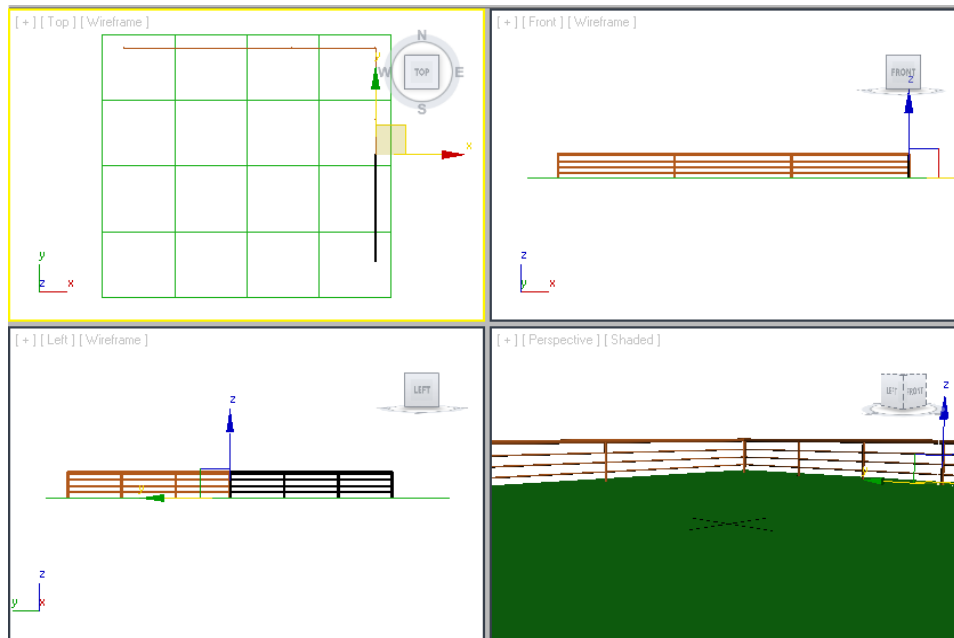 [ + ] [ Top ] [ Wireframe ]
N
W TOP E
S
y
x
y
z x
[ + ] [ Front ] [ Wireframe ]
FRONT
z
z
y x
[ + ] [ Left ] [ Wireframe ]
LEFT
z
y
z
y x
[ + ] [ Perspective ] [ Shaded ]
LEFT FRONT
z